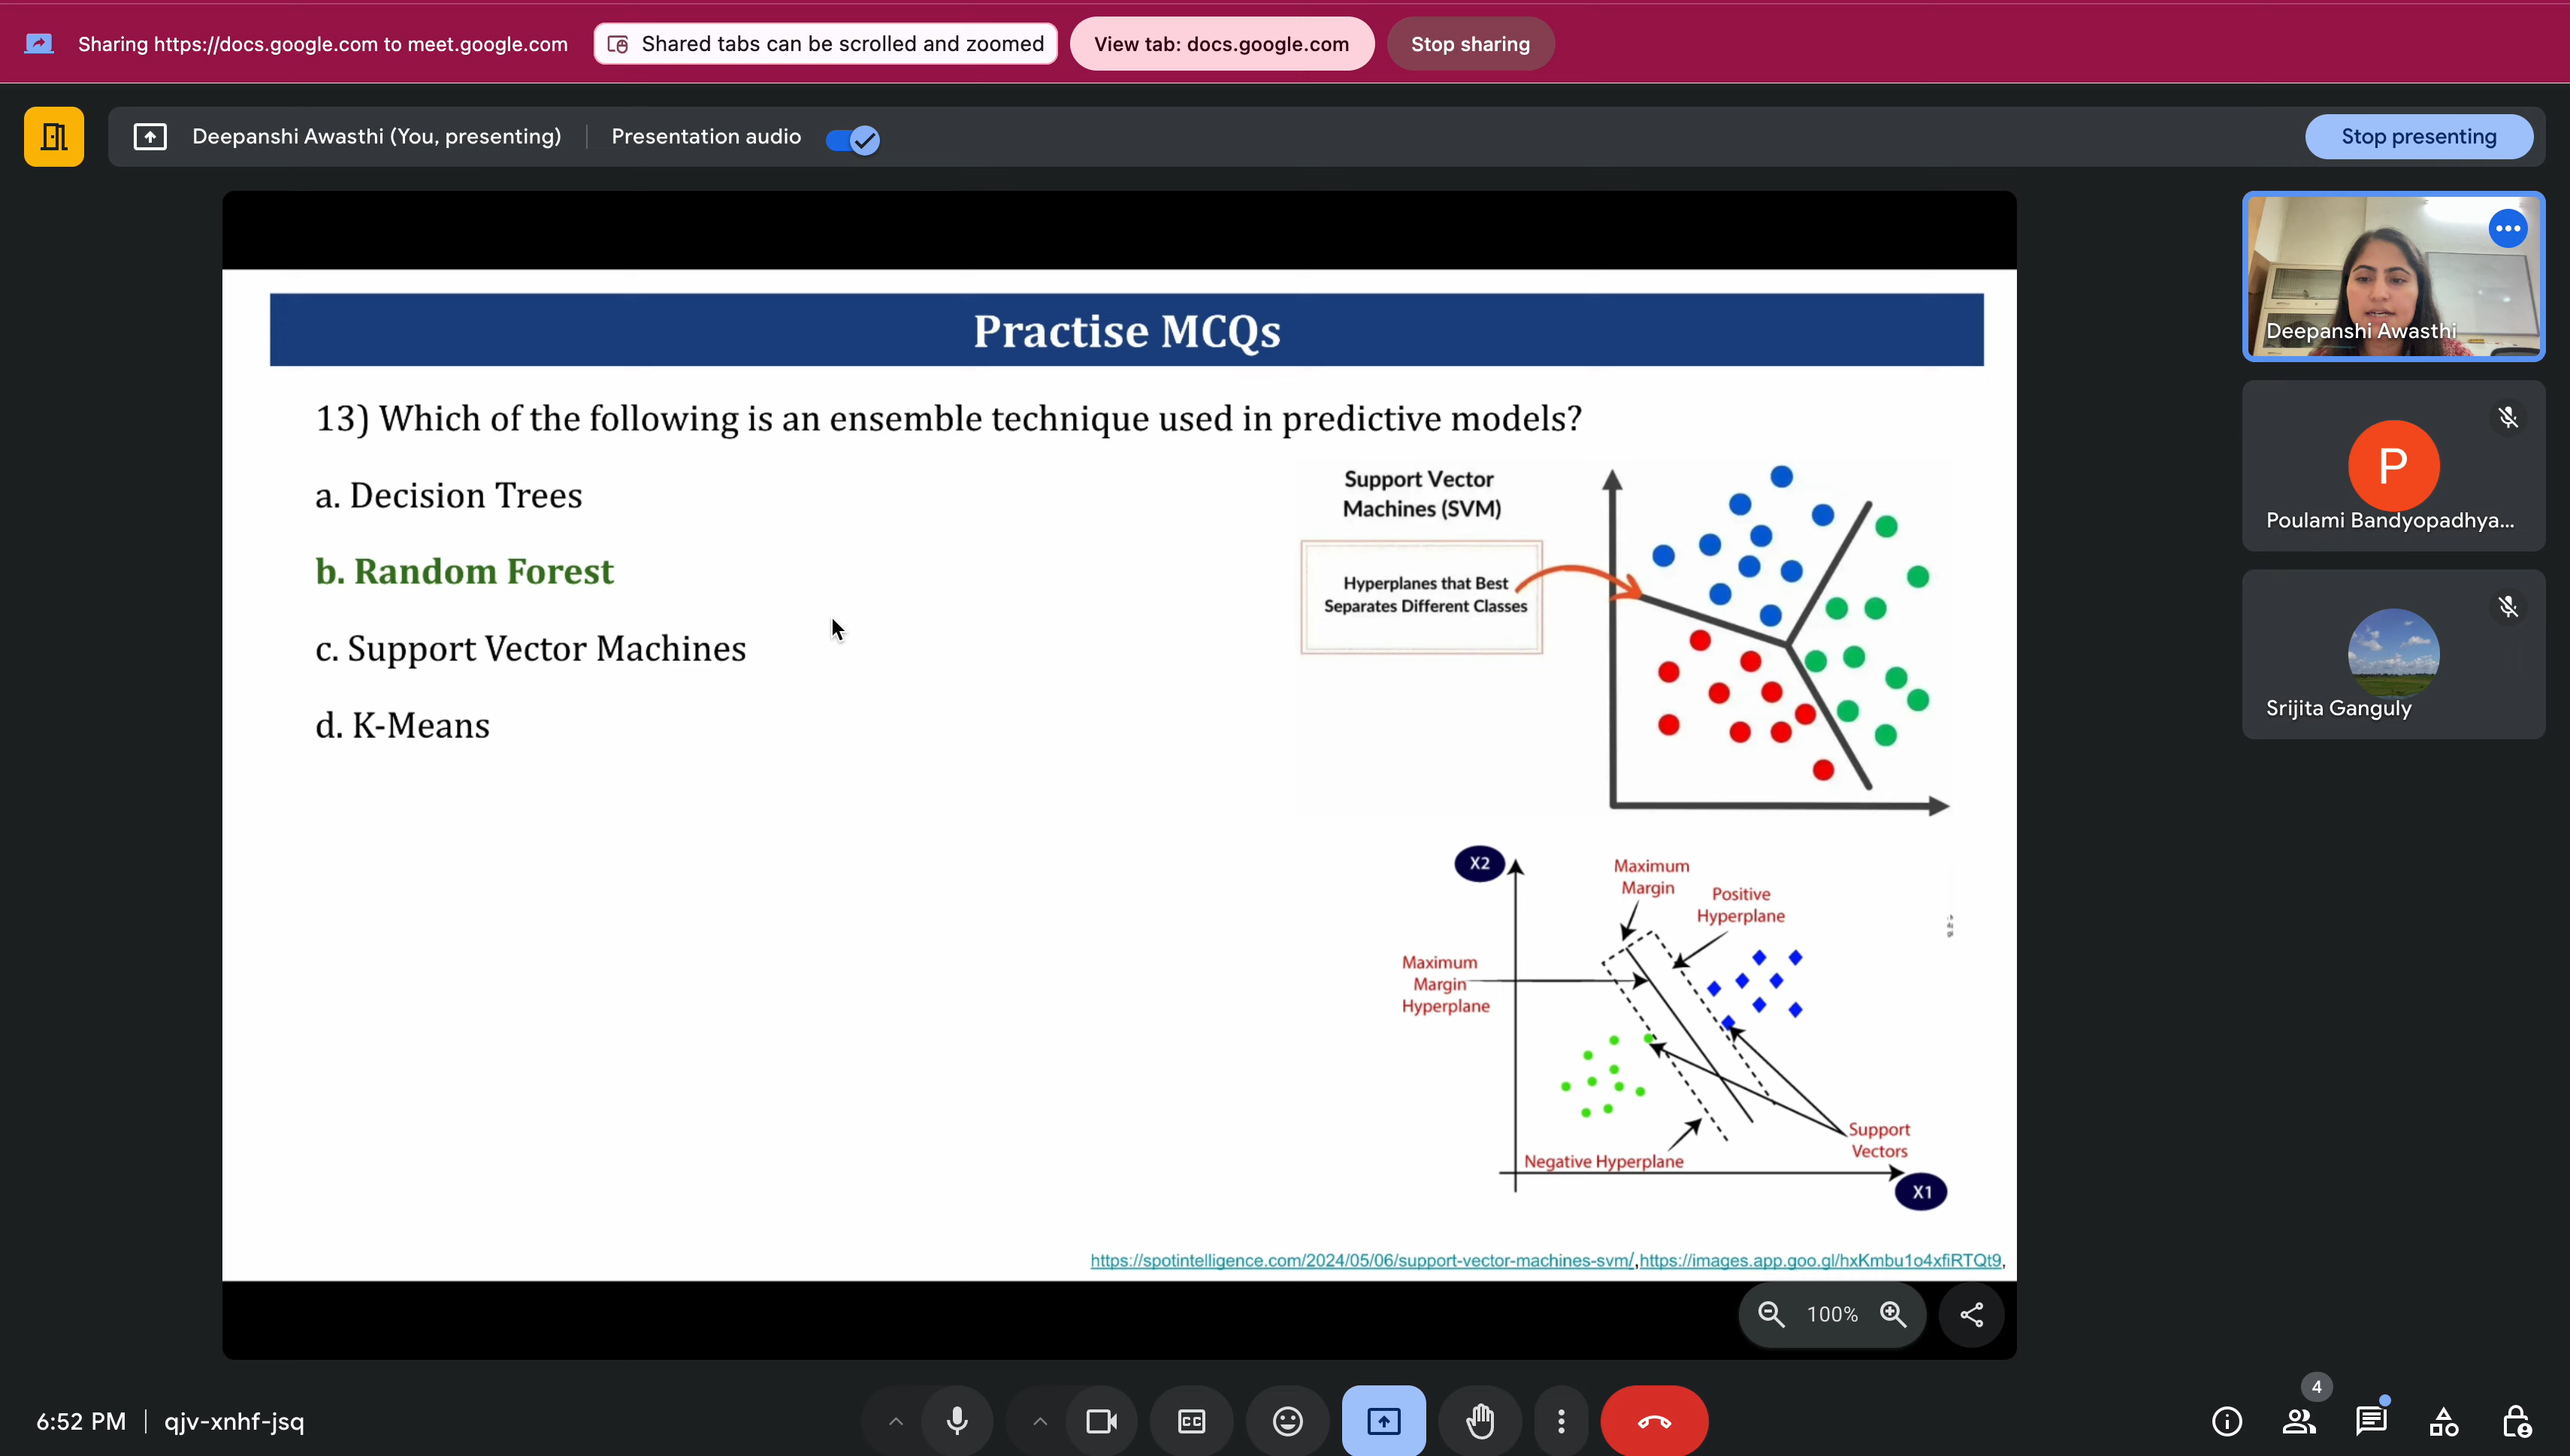 Sharing https://docs.google.com to meet.google.com
Shared tabs can be scrolled and zoomed
View tab: docs.google.com
Stop sharing
Deepanshi Awasthi (You, presenting)
Presentation audio
Stop presenting
Practise MCQs
13) Which of the following is an ensemble technique used in predictive models?
a. Decision Trees
b. Random Forest
c. Support Vector Machines
d. K-Means
Support Vector
Machines (SVM)
Hyperplanes that Best
Separates Different Classes
X2
Maximum
Margin
Positive
Hyperplane
Maximum
Margin
Hyperplane
Support
Vectors
Negative Hyperplane
X1
https://spotintelligence.com/2024/05/06/support-vector-machines-svm/,https://images.app.goo.gl/hxKmbu1o4xfiRTQt9,
100%
Deepanshi Awasthi
P
Poulami Bandyopadhya...
Srijita Ganguly
6:52 PM
qjv-xnhf-jsq
CC
4